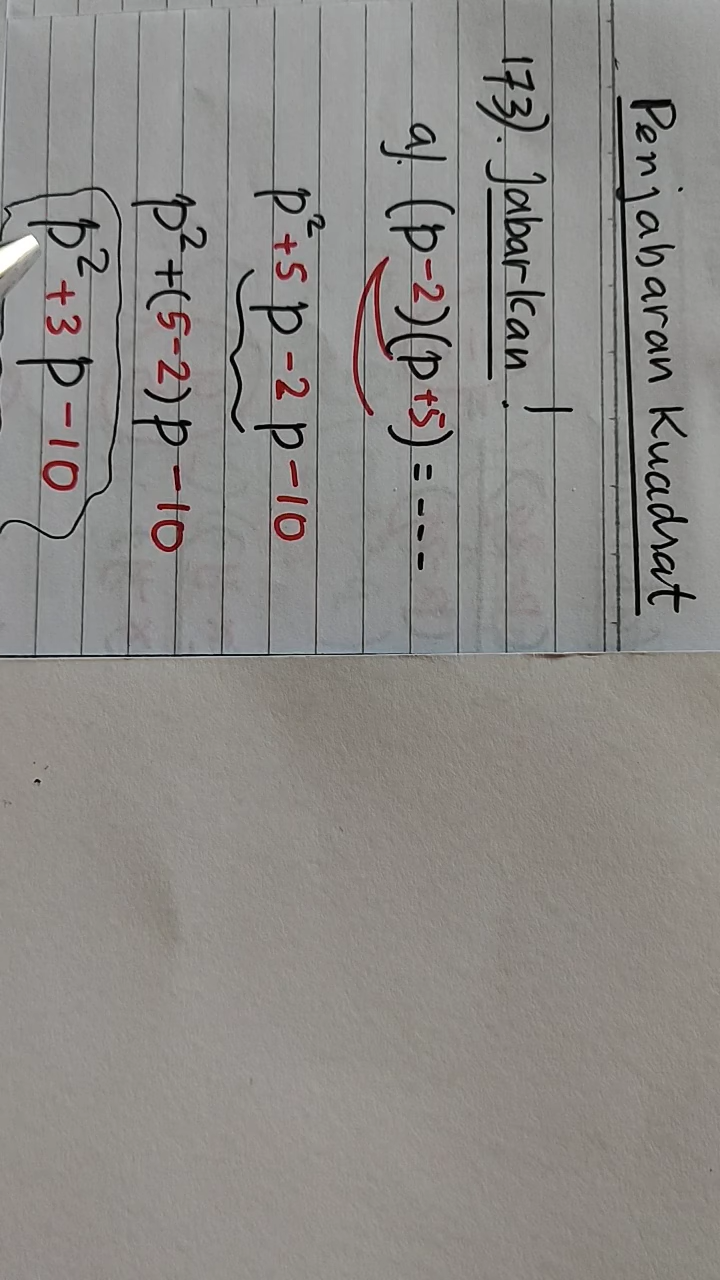 Penjabaran Kuadrat
173). Jabarkan!
a). (p-2)(p+5)=---
p²+5p-2p-10
p²+(5-2)p-10
p²+3p-10